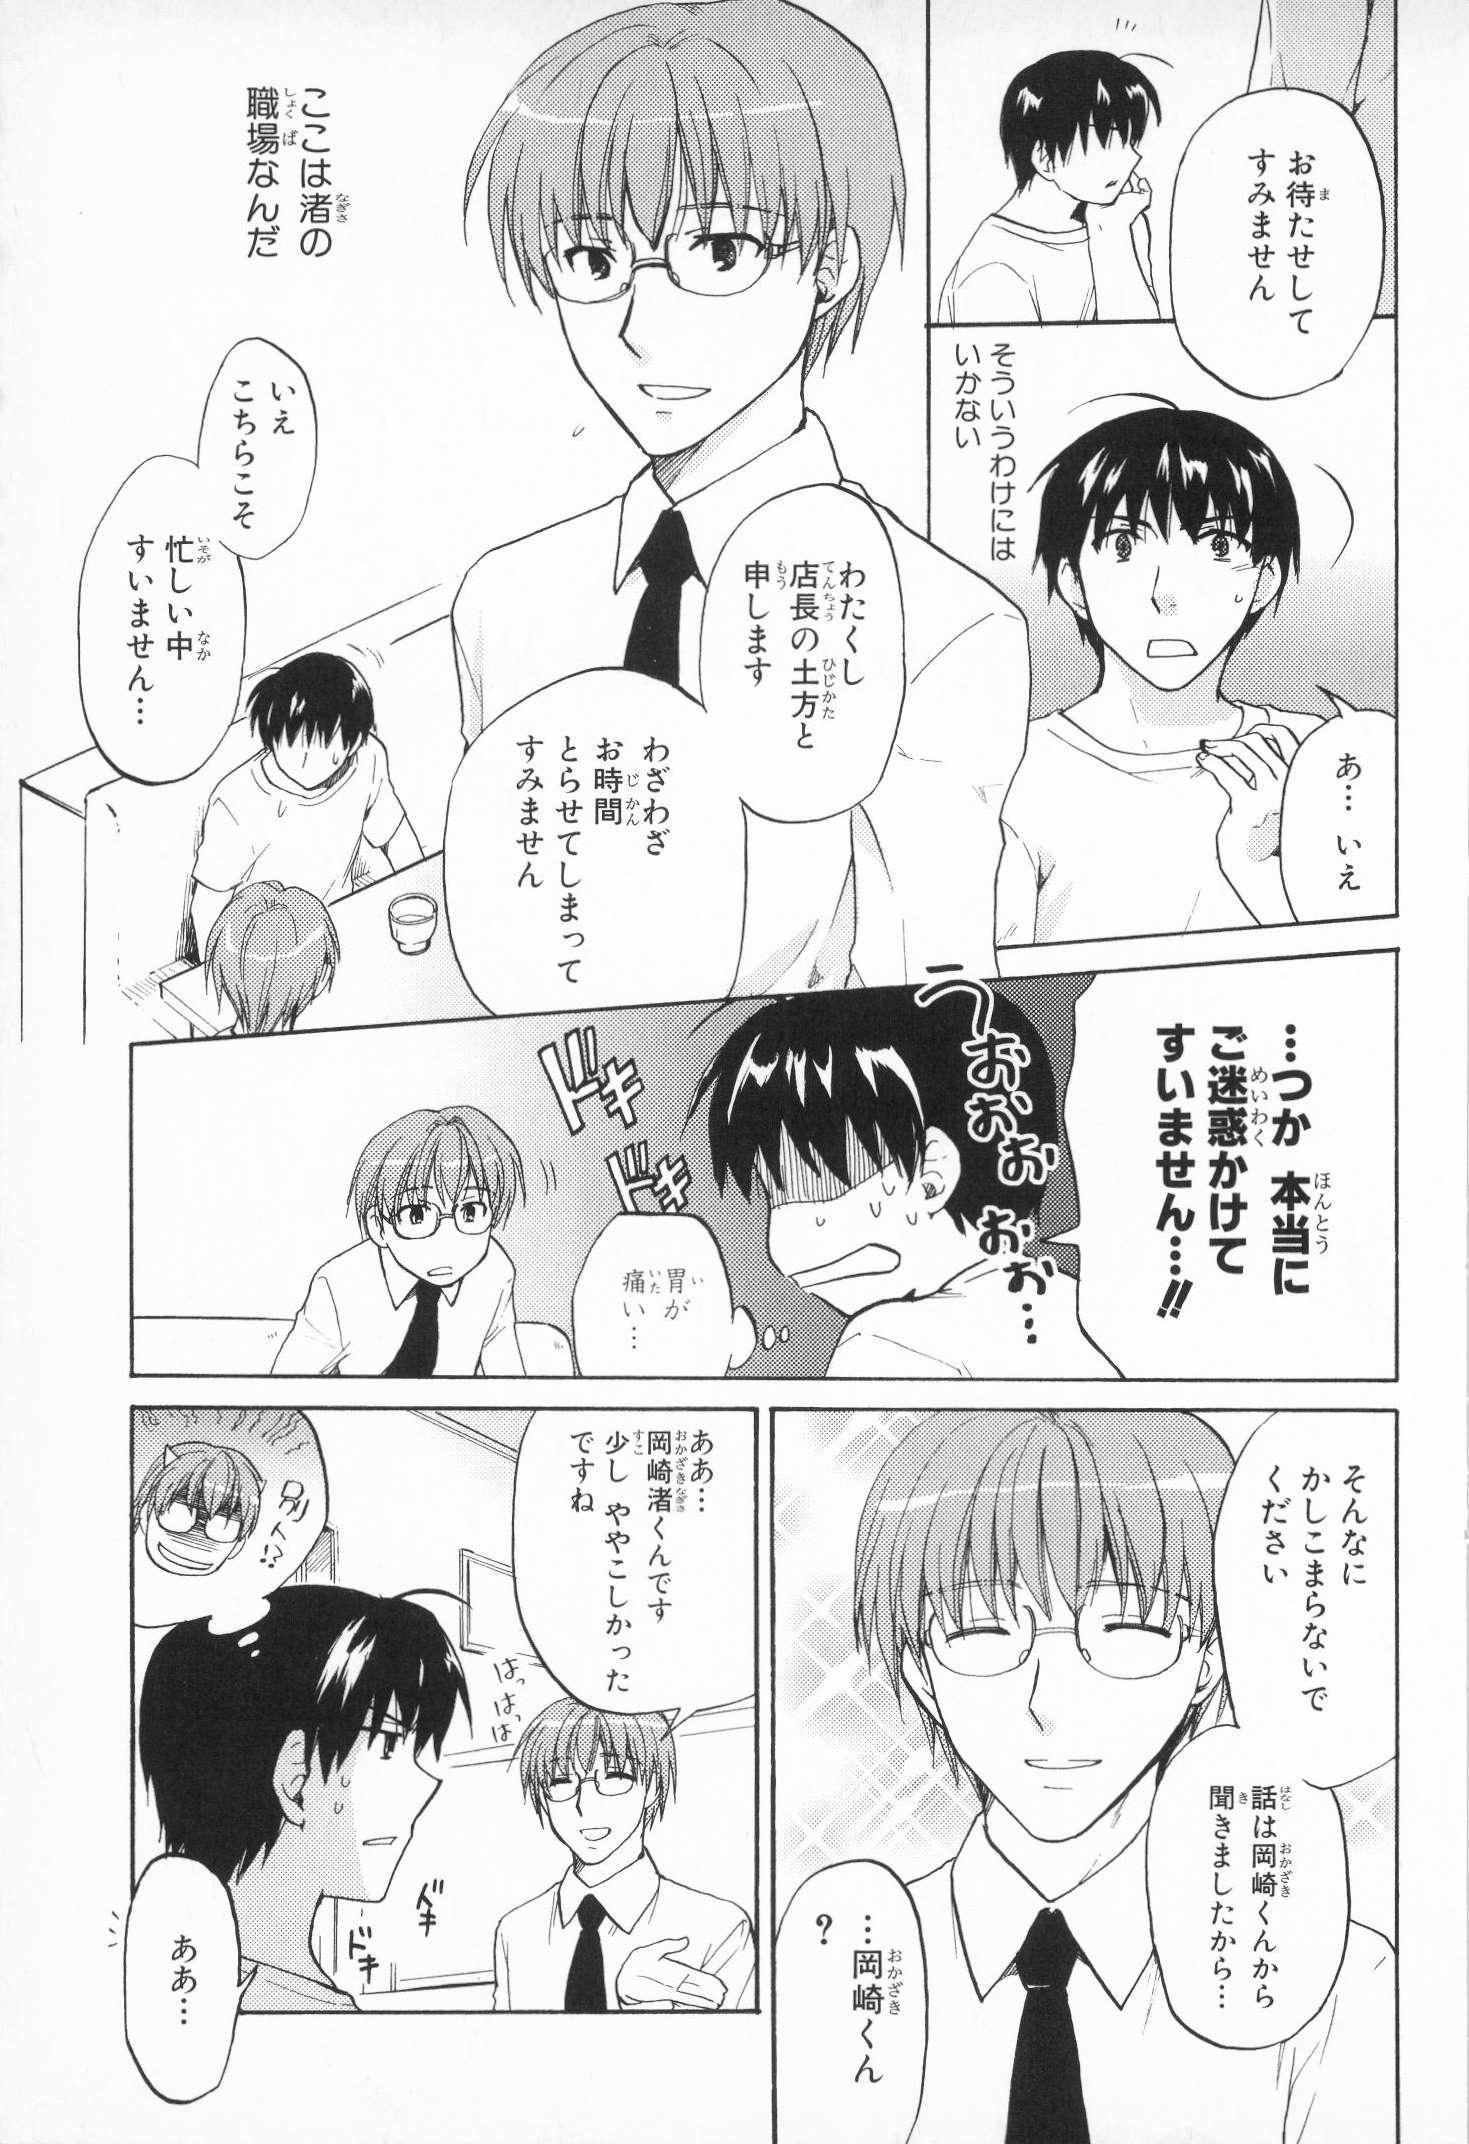 お待たせして
すみません
そういうわけには
いかない
あ… いえ
ここは渚の
職場なんだ
わたくし
店長の土方と
申します
わざわざ
お時間
とらせてしまって
すみません
いえ
こちらこそ
忙しい中
すいません…
…つか 本当に
ご迷惑かけて
すいません…!!
うおおお おお…
ドキ
ドキ
胃が
痛い…
そんなに
かしこまらないで
ください
話は岡崎くんから
聞きましたから…
…岡崎くん
?
ああ…
岡崎渚くんです
少し ややこしかった
ですね
はっはっは
別人!?
ドキ
ドキ
ああ…